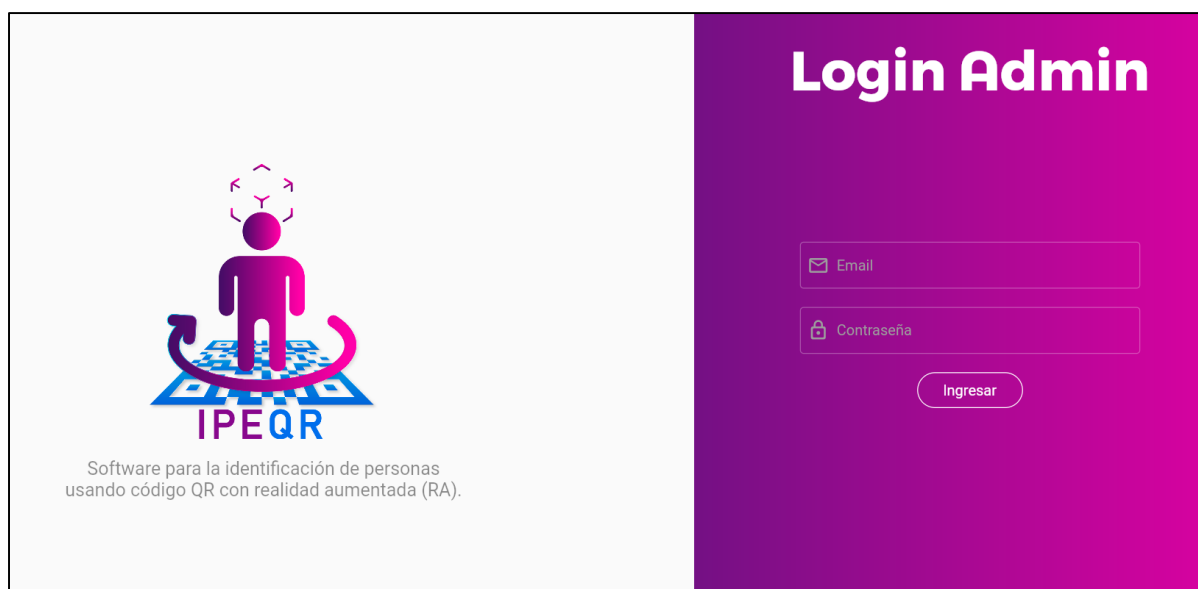 IPEQR
Software para la identificación de personas
usando código QR con realidad aumentada (RA).
Login Admin
Email
Contraseña
Ingresar